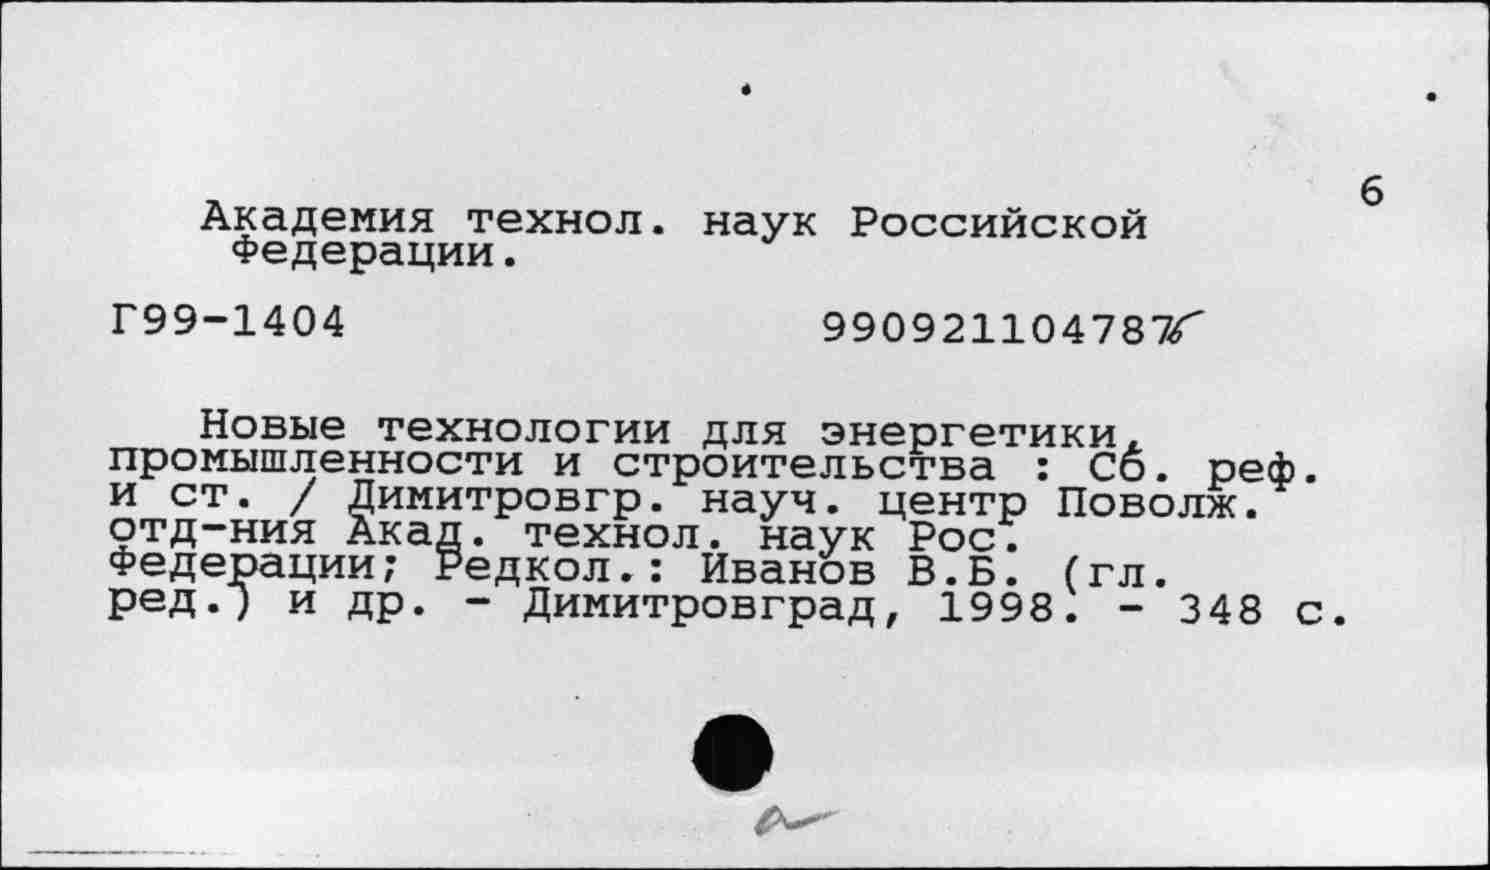 6
Академия технол. наук Российской
Федерации.
Г99-1404 990921104787
Новые технологии для энергетики,
промышленности и строительства : Сб. реф.
и ст. / Димитровгр. науч. центр Поволж.
отд-ния Акад. технол. наук Рос.
Федерации; Редкол.: Иванов В.Б. (гл.
ред.) и др. - Димитровград, 1998. - 348 с.